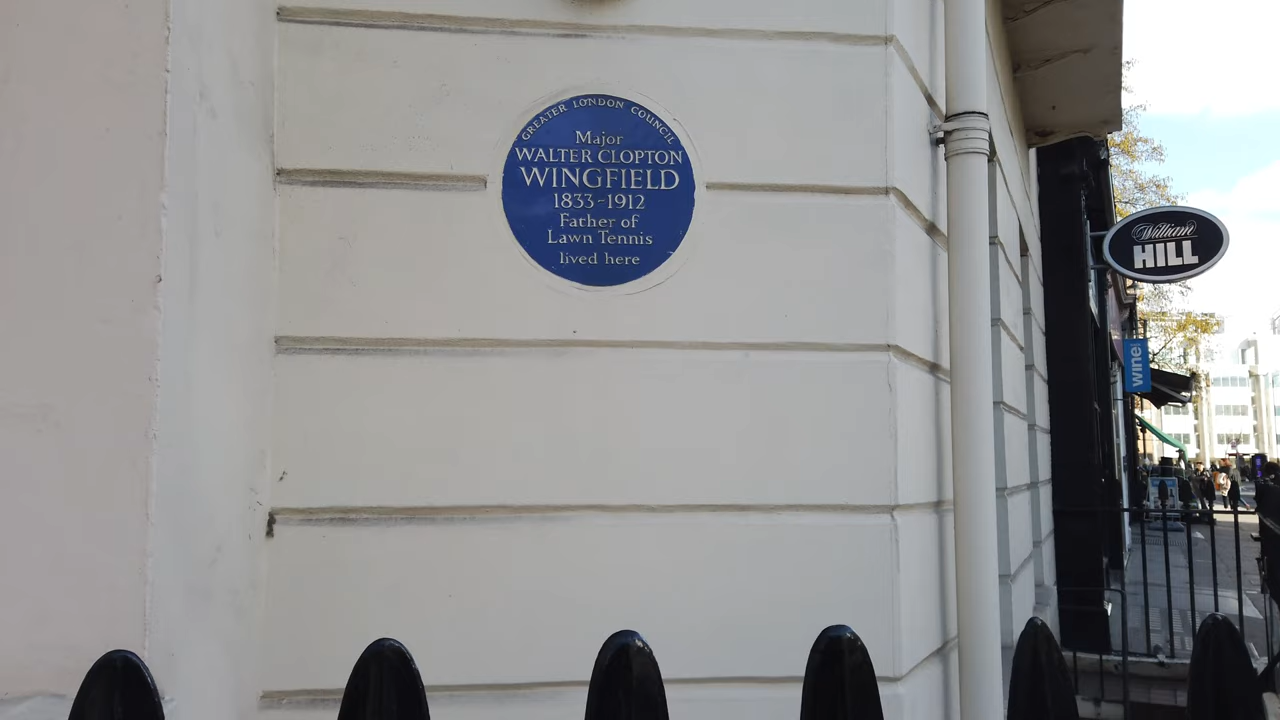 GREATER LONDON COUNCIL
Major
WALTER CLOPTON
WINGFIELD
1833-1912
Father of
Lawn Tennis
lived here
William
HILL
wine!